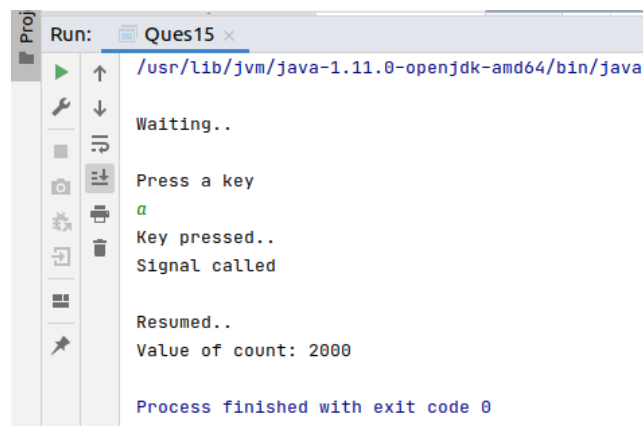 Proj
Run: Ques15
/usr/lib/jvm/java-1.11.0-openjdk-amd64/bin/java
Waiting..
Press a key
a
Key pressed..
Signal called
Resumed..
Value of count: 2000
Process finished with exit code 0